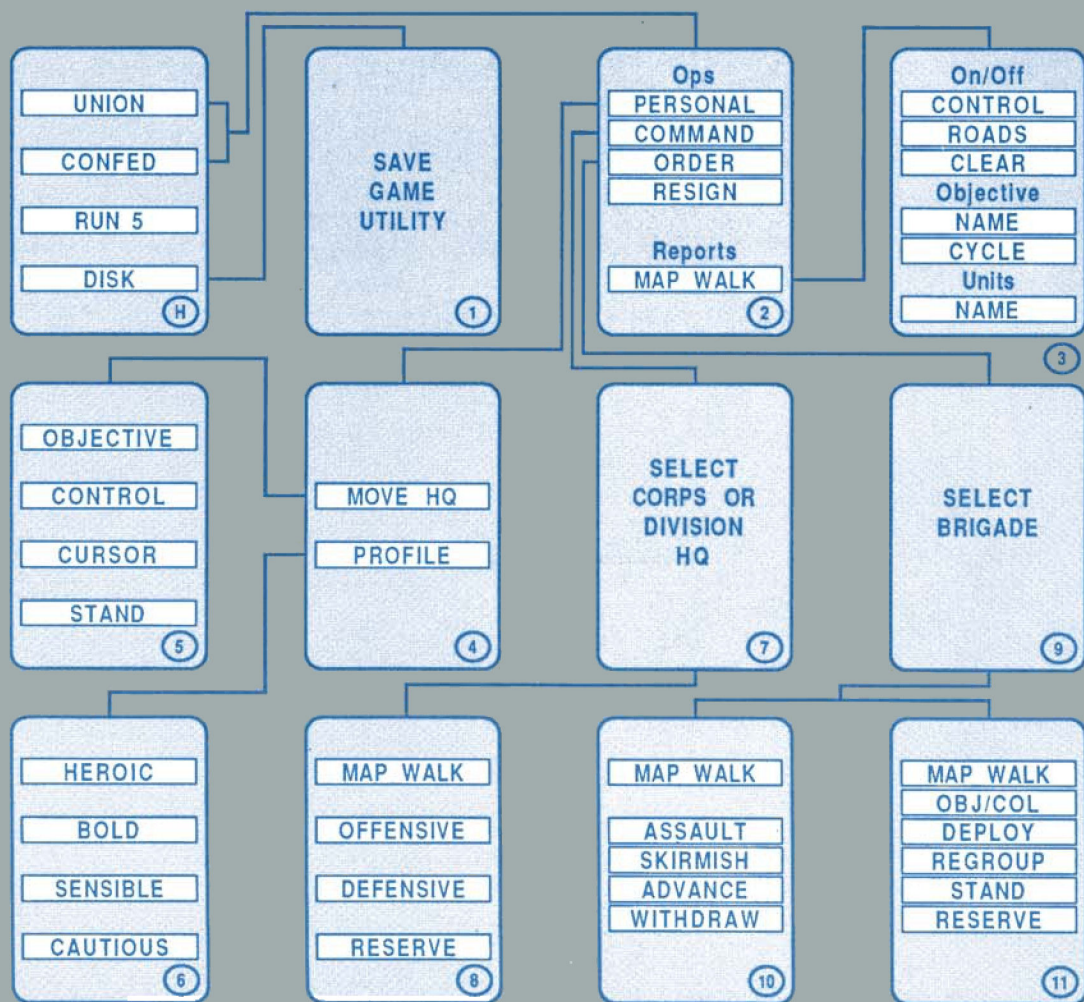 UNION
CONFED
RUN 5
DISK
H
SAVE
GAME
UTILITY
1
Ops
PERSONAL
COMMAND
ORDER
RESIGN
Reports
MAP WALK
2
On/Off
CONTROL
ROADS
CLEAR
Objective
NAME
CYCLE
Units
NAME
3
OBJECTIVE
CONTROL
CURSOR
STAND
5
MOVE HQ
PROFILE
4
SELECT
CORPS OR
DIVISION
HQ
7
SELECT
BRIGADE
9
HEROIC
BOLD
SENSIBLE
CAUTIOUS
6
MAP WALK
OFFENSIVE
DEFENSIVE
RESERVE
8
MAP WALK
ASSAULT
SKIRMISH
ADVANCE
WITHDRAW
10
MAP WALK
OBJ/COL
DEPLOY
REGROUP
STAND
RESERVE
11